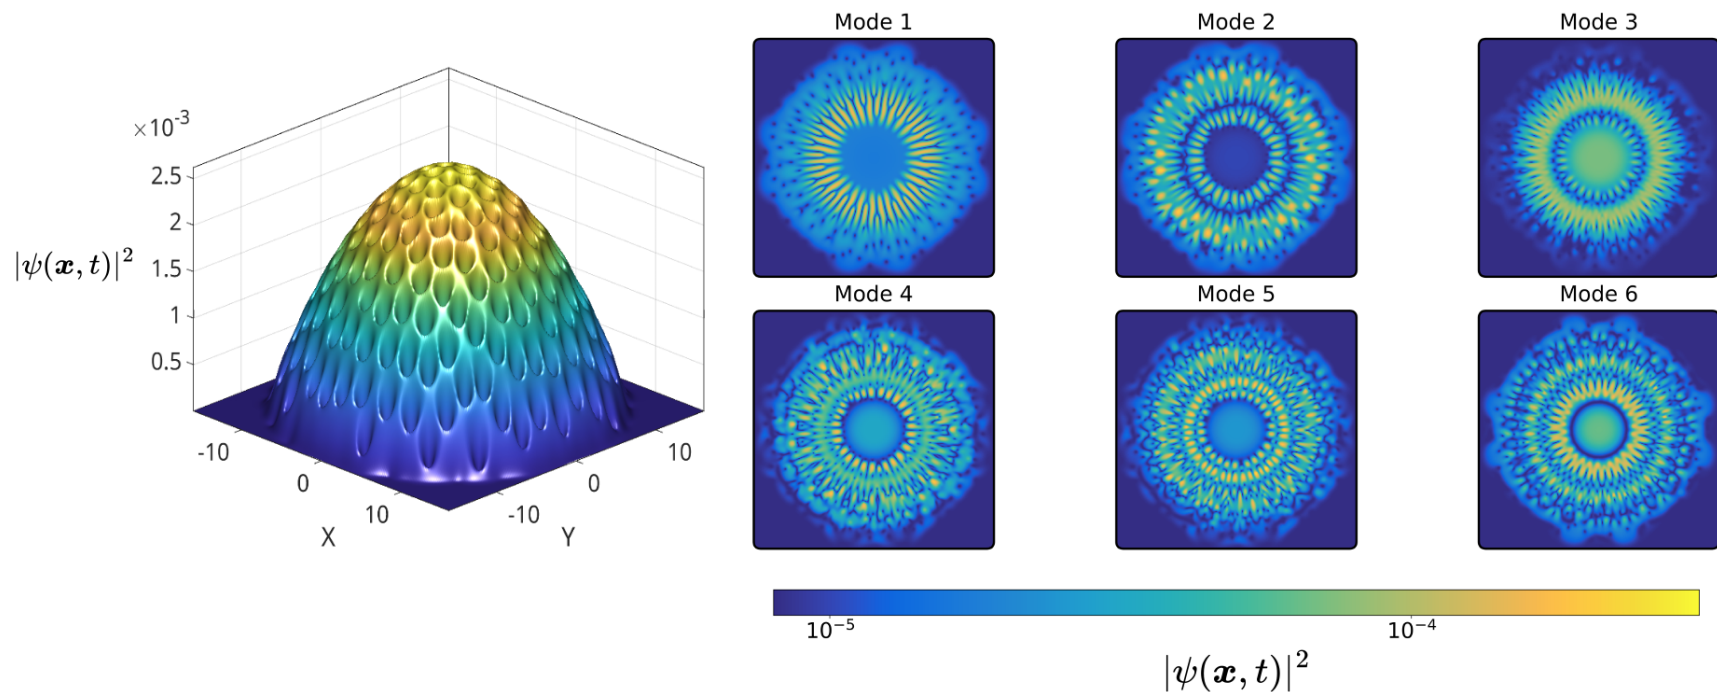 ×10⁻³
2.5
2
1.5
1
0.5
|ψ(x, t)|²
-10
0
10
X
-10
0
10
Y
Mode 1
Mode 2
Mode 3
Mode 4
Mode 5
Mode 6
10⁻⁵
10⁻⁴
|ψ(x, t)|²